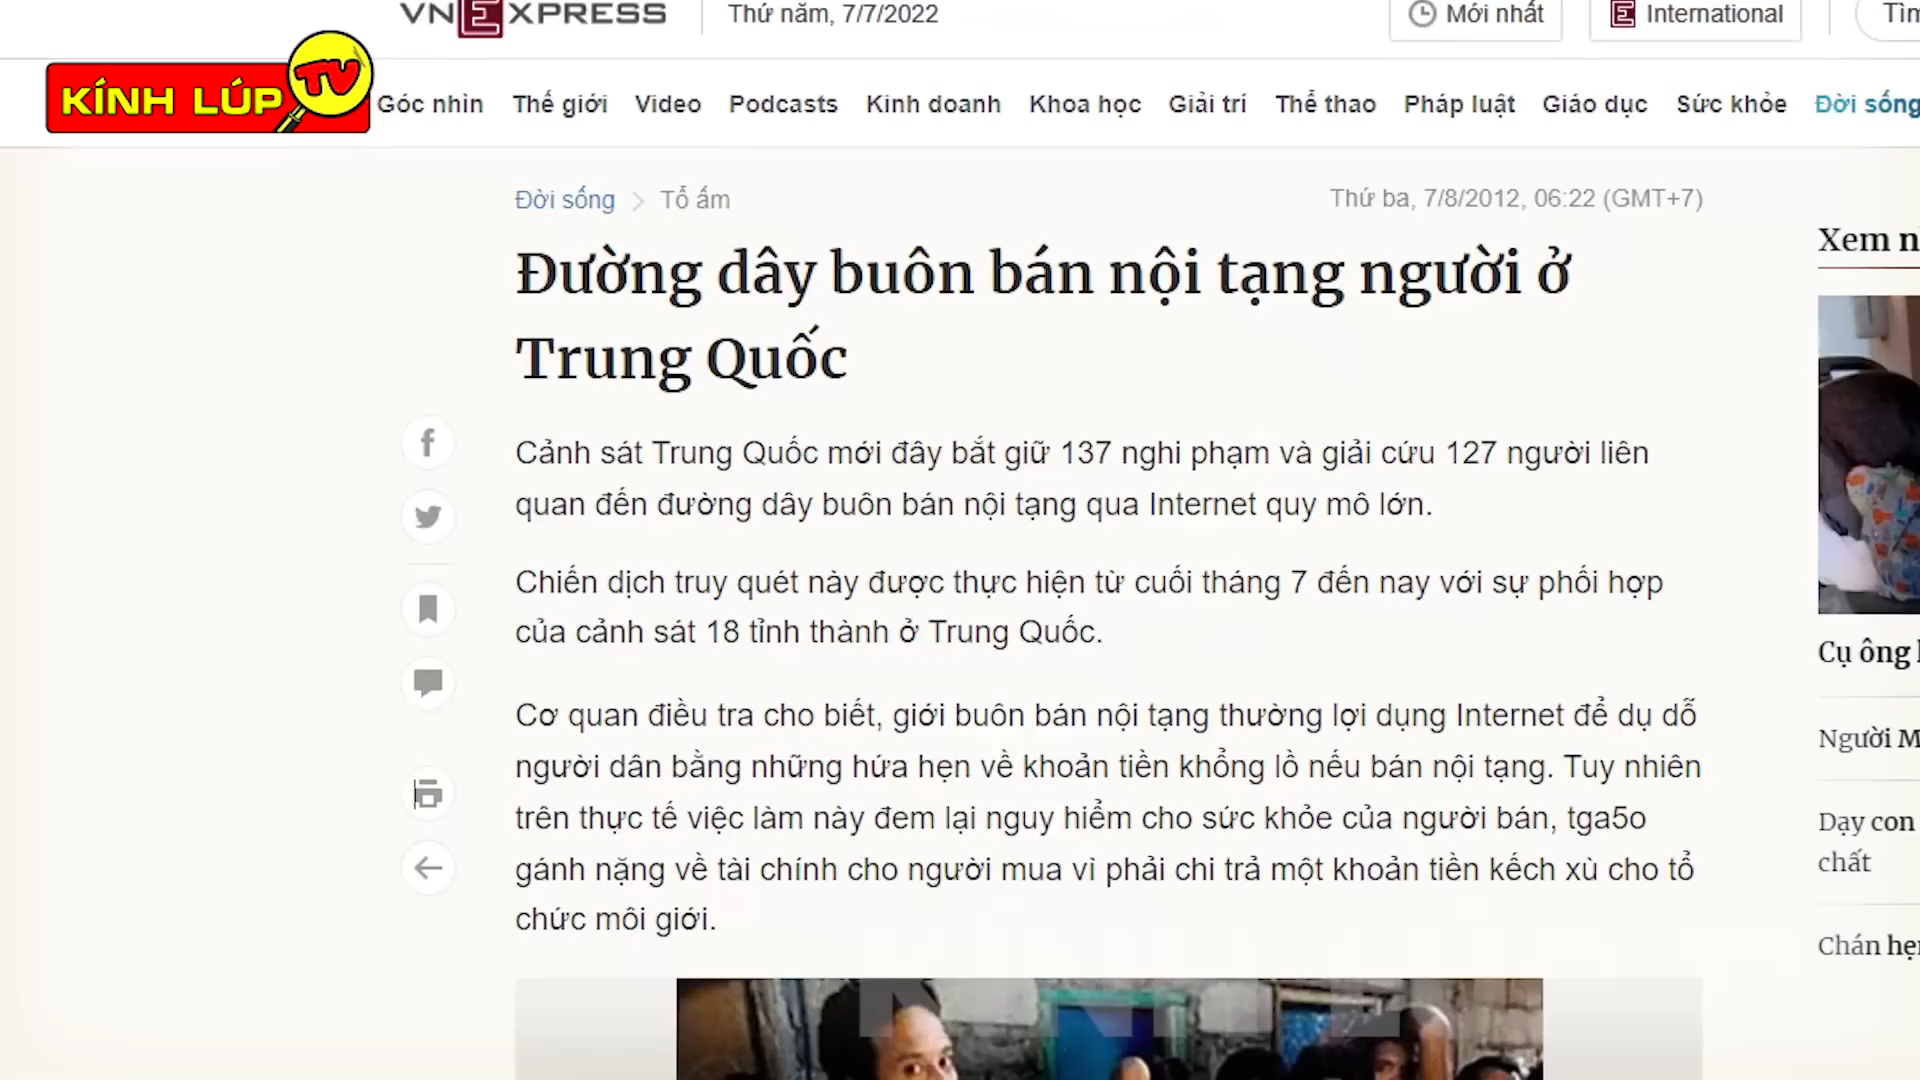 VNEXPRESS
Thứ năm, 7/7/2022
Mới nhất
International
KÍNH LÚP TV
Góc nhìn Thế giới Video Podcasts Kinh doanh Khoa học Giải trí Thể thao Pháp luật Giáo dục Sức khỏe Đời sống
Đời sống > Tổ ấm
Thứ ba, 7/8/2012, 06:22 (GMT+7)
Đường dây buôn bán nội tạng người ở
Trung Quốc
Cảnh sát Trung Quốc mới đây bắt giữ 137 nghi phạm và giải cứu 127 người liên
quan đến đường dây buôn bán nội tạng qua Internet quy mô lớn.
Chiến dịch truy quét này được thực hiện từ cuối tháng 7 đến nay với sự phối hợp
của cảnh sát 18 tỉnh thành ở Trung Quốc.
Cơ quan điều tra cho biết, giới buôn bán nội tạng thường lợi dụng Internet để dụ dỗ
người dân bằng những hứa hẹn về khoản tiền khổng lồ nếu bán nội tạng. Tuy nhiên
trên thực tế việc làm này đem lại nguy hiểm cho sức khỏe của người bán, tga5o
gánh nặng về tài chính cho người mua vì phải chi trả một khoản tiền kếch xù cho tổ
chức môi giới.
Xem
Cụ ông
Người
Dạy con
chất
Chán